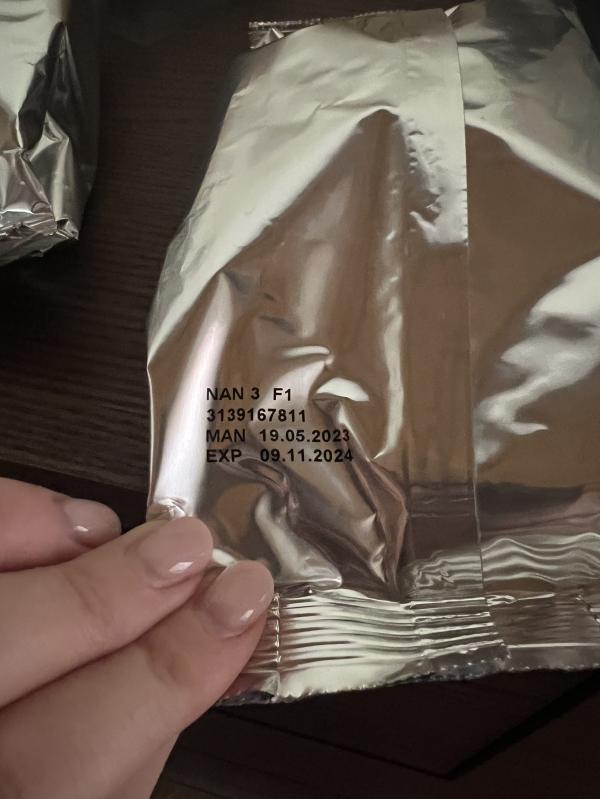 NAN 3 F1
3139167811
MAN 19.05.2023
EXP 09.11.2024